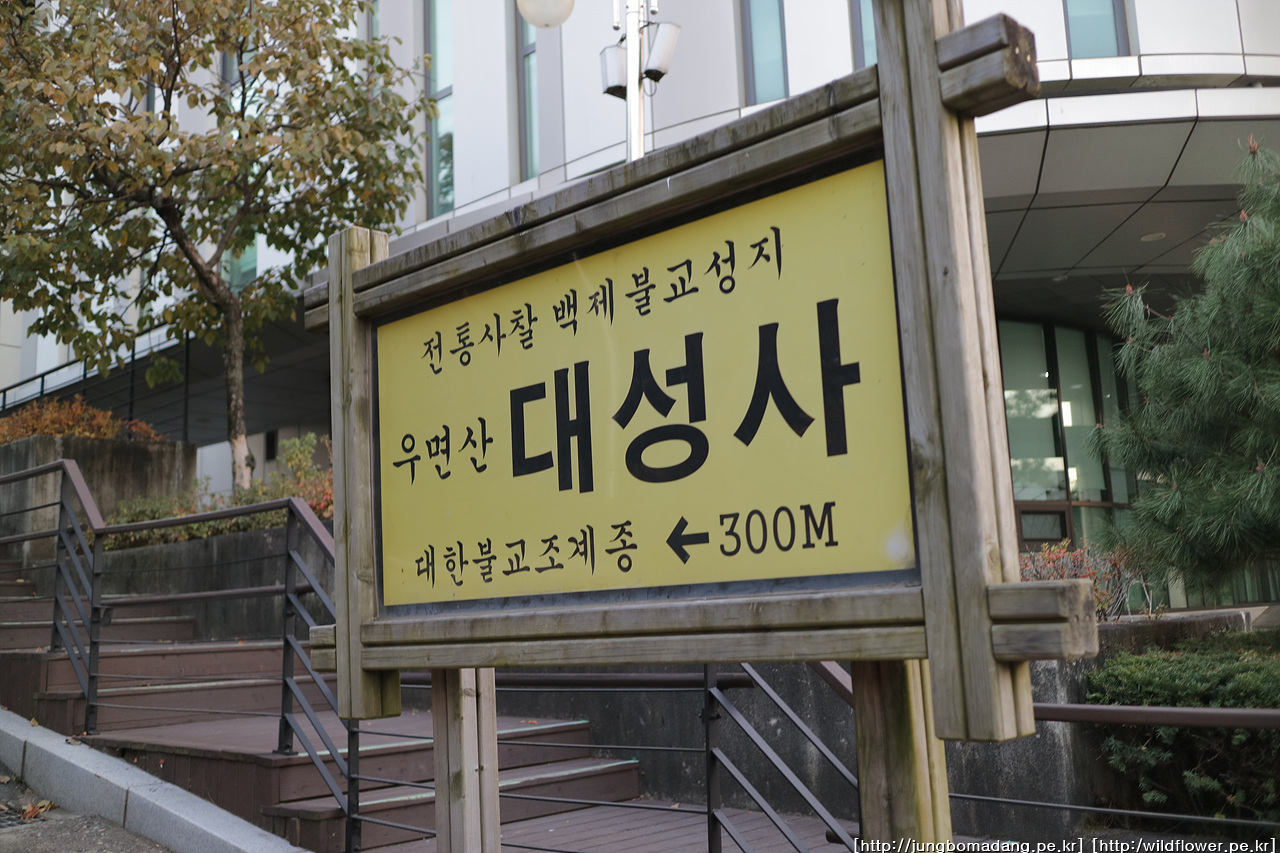 전통사찰 백제불교성지
우면산 대성사
대한불교조계종 ←300M
[http://jungbomadang.pe.kr] [http://wildflower.pe.kr]